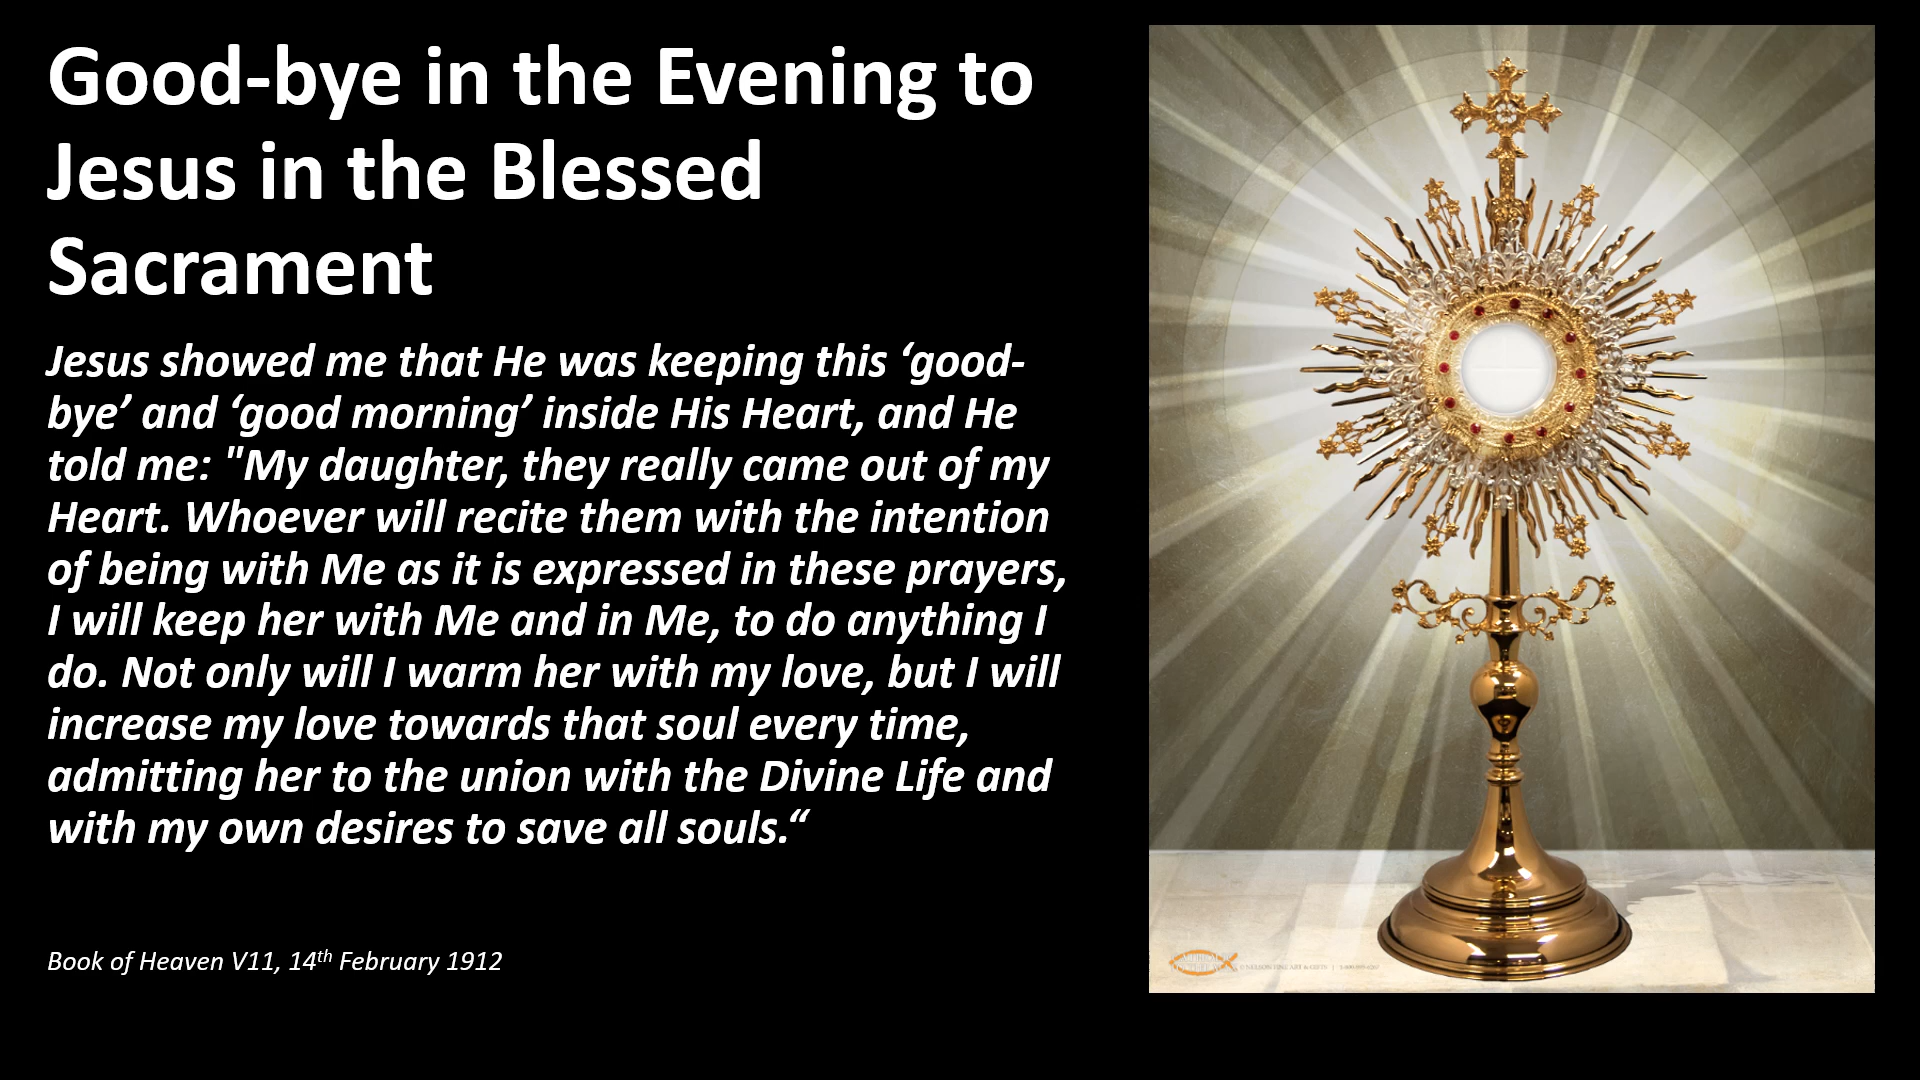 Good-bye in the Evening to
Jesus in the Blessed
Sacrament
Jesus showed me that He was keeping this ‘good-
bye’ and ‘good morning’ inside His Heart, and He
told me: "My daughter, they really came out of my
Heart. Whoever will recite them with the intention
of being with Me as it is expressed in these prayers,
I will keep her with Me and in Me, to do anything I
do. Not only will I warm her with my love, but I will
increase my love towards that soul every time,
admitting her to the union with the Divine Life and
with my own desires to save all souls.“
Book of Heaven V11, 14th February 1912
© NELSON FINE ART & GIFTS